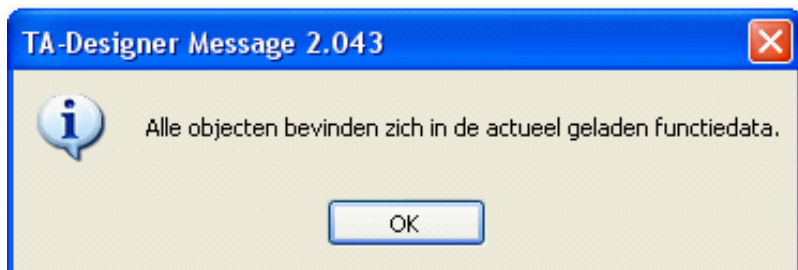 TA-Designer Message 2.043
Alle objecten bevinden zich in de actueel geladen functiedata.
OK